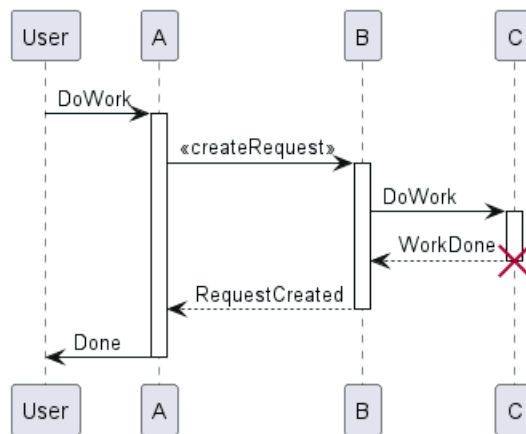 User A B C
DoWork
«createRequest»
DoWork
WorkDone
RequestCreated
Done
User A B C